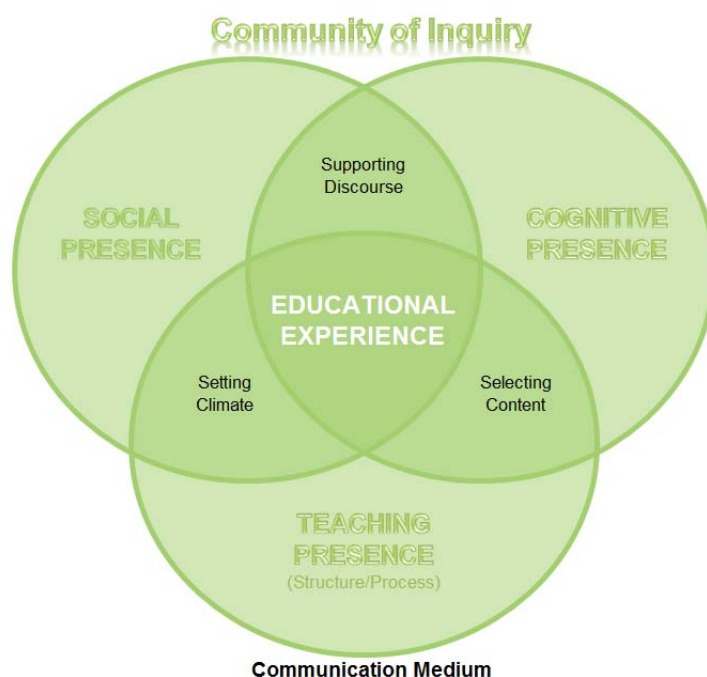 Community of Inquiry
Supporting
Discourse
SOCIAL
PRESENCE
COGNITIVE
PRESENCE
EDUCATIONAL
EXPERIENCE
Setting
Climate
Selecting
Content
TEACHING
PRESENCE
(Structure/Process)
Communication Medium